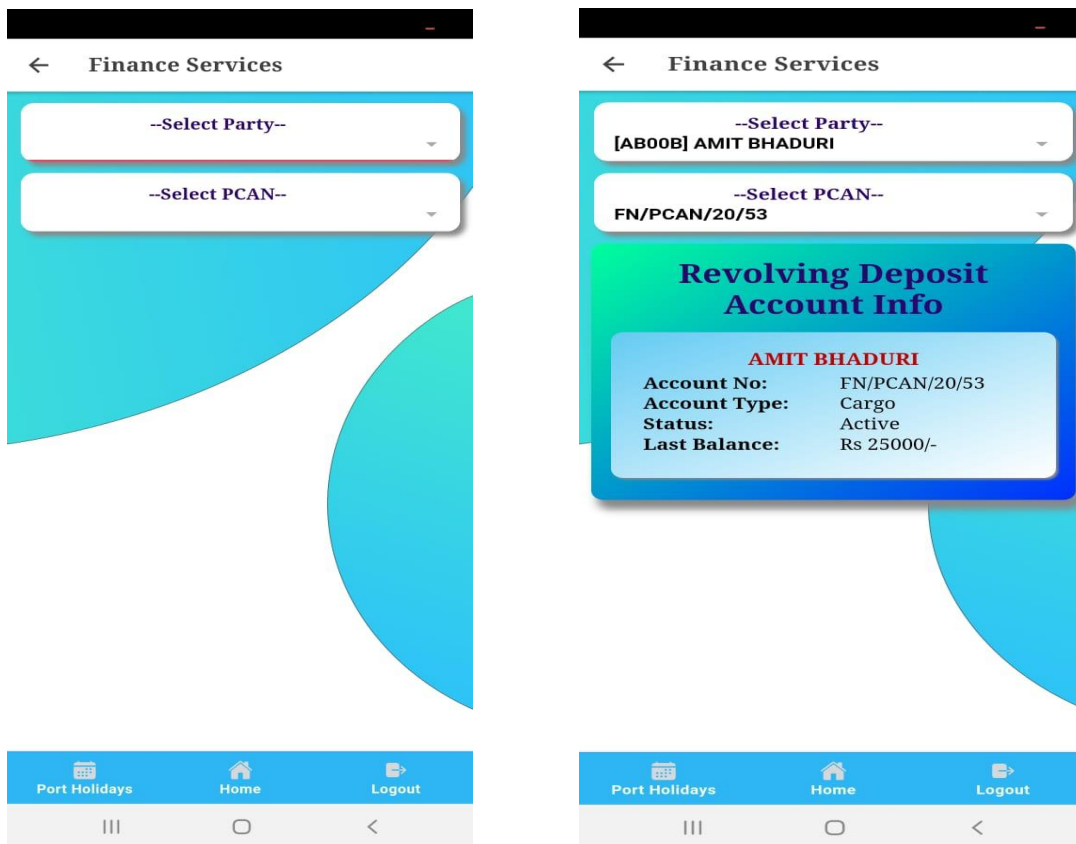 Finance Services
--Select Party--
--Select PCAN--
Port Holidays
Home
Logout
Finance Services
--Select Party--
[AB00B] AMIT BHADURI
--Select PCAN--
FN/PCAN/20/53
Revolving Deposit
Account Info
AMIT BHADURI
Account No: FN/PCAN/20/53
Account Type: Cargo
Status: Active
Last Balance: Rs 25000/-
Port Holidays
Home
Logout